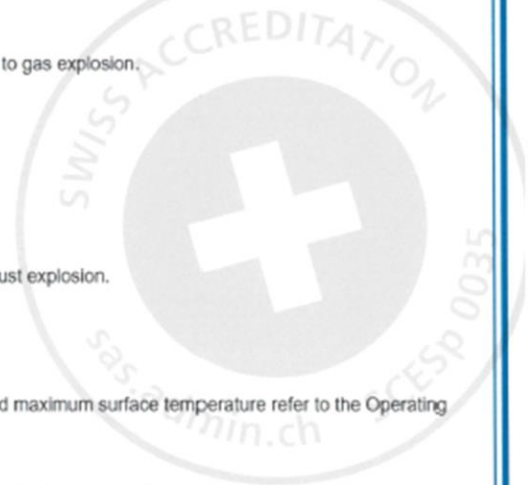 SWISS ACCREDITATION
to gas explosion.
ust explosion.
SCESp 0035
d maximum surface temperature refer to the Operating
sas.admin.ch